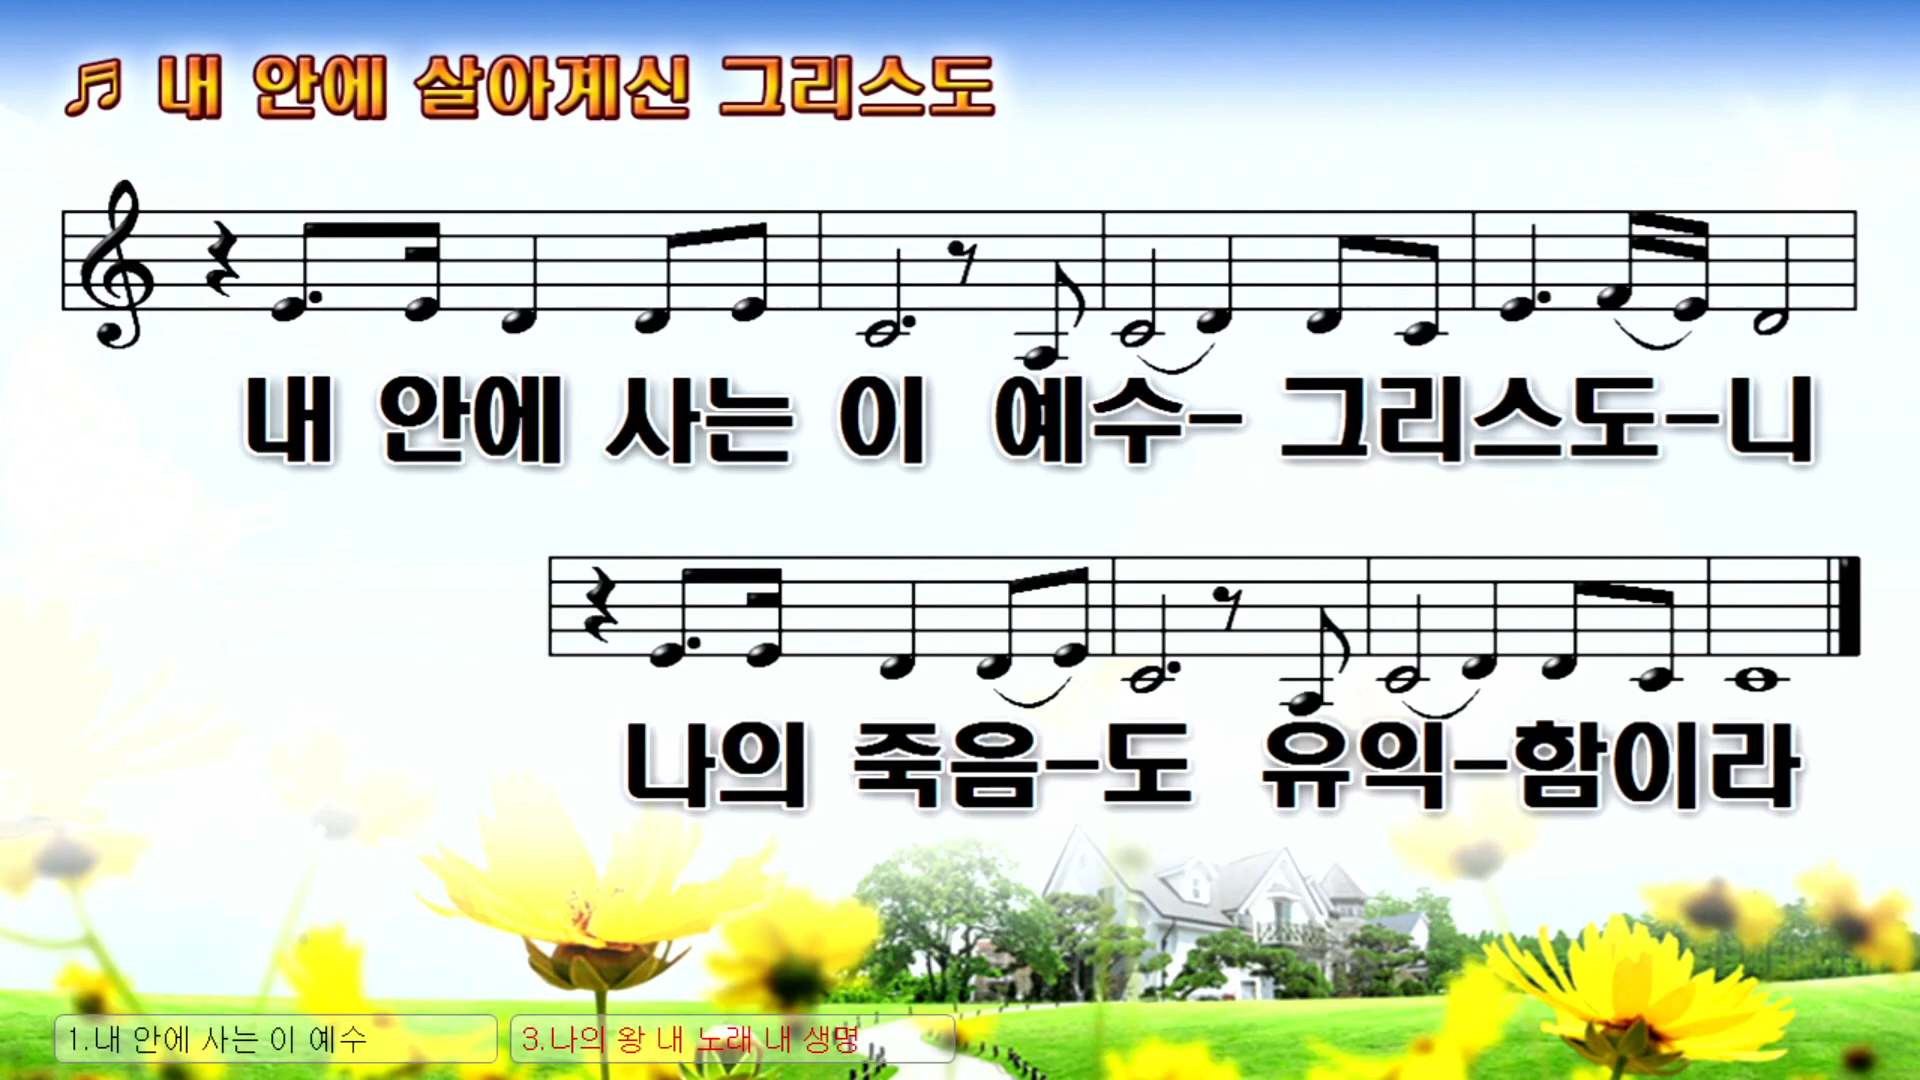 ♬ 내 안에 살아계신 그리스도
내 안에 사는 이 예수- 그리스도-니
나의 죽음-도 유익-함이라
1.내 안에 사는 이 예수
3.나의 왕 내 노래 내 생명